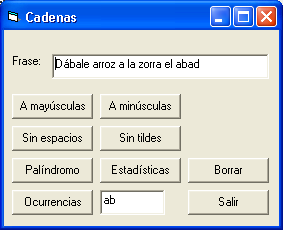 Cadenas
Frase: Dábale arroz a la zorra el abad
A mayúsculas A minúsculas
Sin espacios Sin tildes
Palíndromo Estadísticas Borrar
Ocurrencias ab Salir